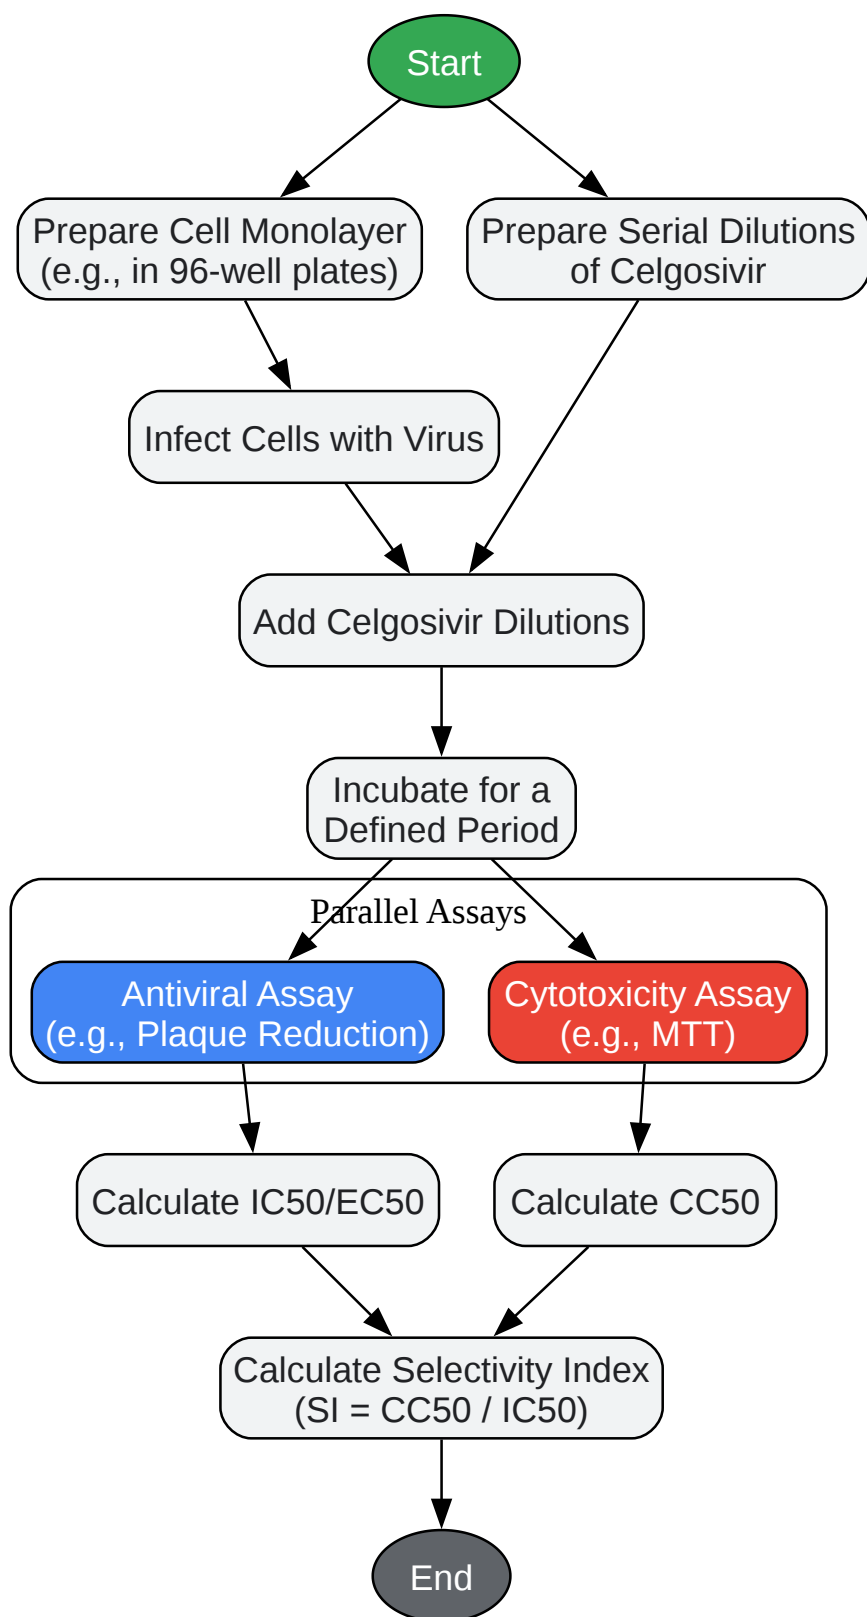 Start
Prepare Cell Monolayer
(e.g., in 96-well plates)
Prepare Serial Dilutions
of Celgosivir
Infect Cells with Virus
Add Celgosivir Dilutions
Incubate for a
Defined Period
Parallel Assays
Antiviral Assay
(e.g., Plaque Reduction)
Cytotoxicity Assay
(e.g., MTT)
Calculate IC50/EC50
Calculate CC50
Calculate Selectivity Index
(SI = CC50 / IC50)
End